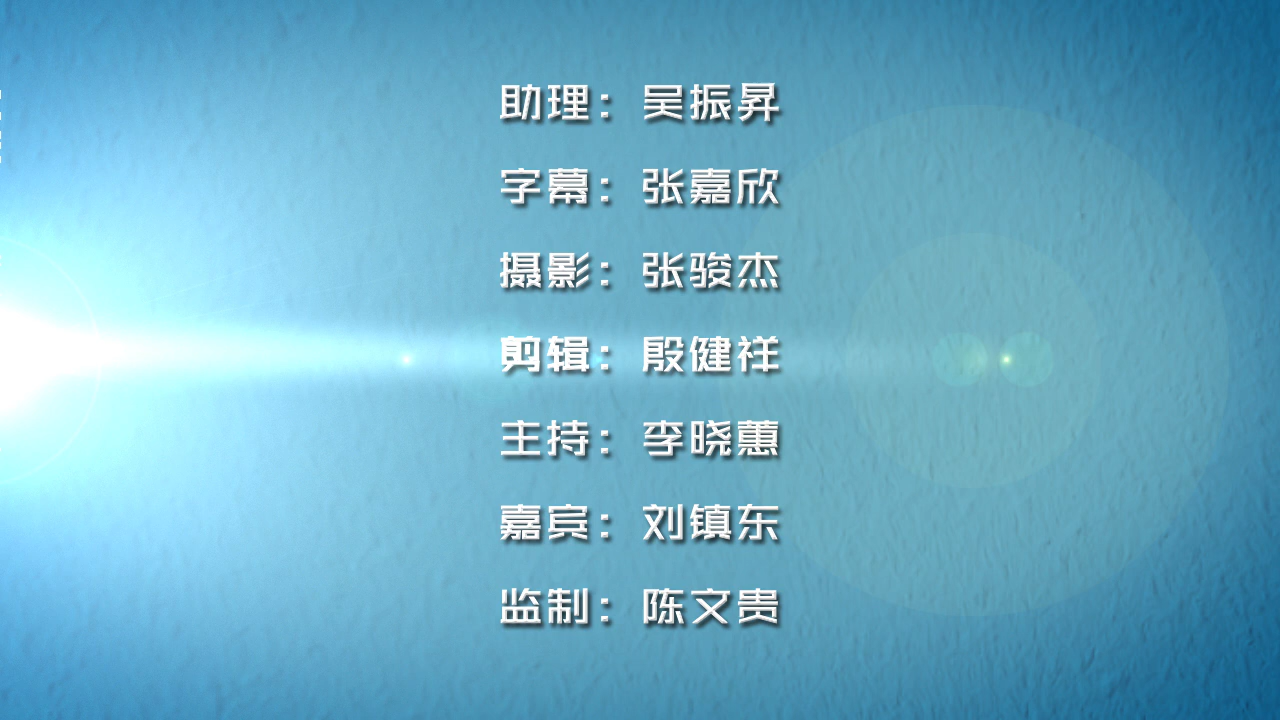 助理：吴振昇
字幕：张嘉欣
摄影：张骏杰
剪辑：殷健祥
主持：李晓蕙
嘉宾：刘镇东
监制：陈文贵